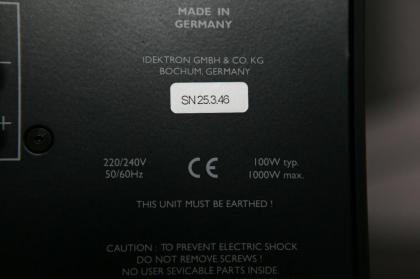 MADE IN
GERMANY
IDEKTRON GMBH & CO. KG
BOCHUM, GERMANY
SN 25.3.46
220/240V
50/60Hz
CE
100W typ.
1000W max.
THIS UNIT MUST BE EARTHED !
CAUTION : TO PREVENT ELECTRIC SHOCK
DO NOT REMOVE SCREWS !
NO USER SEVICABLE PARTS INSIDE.